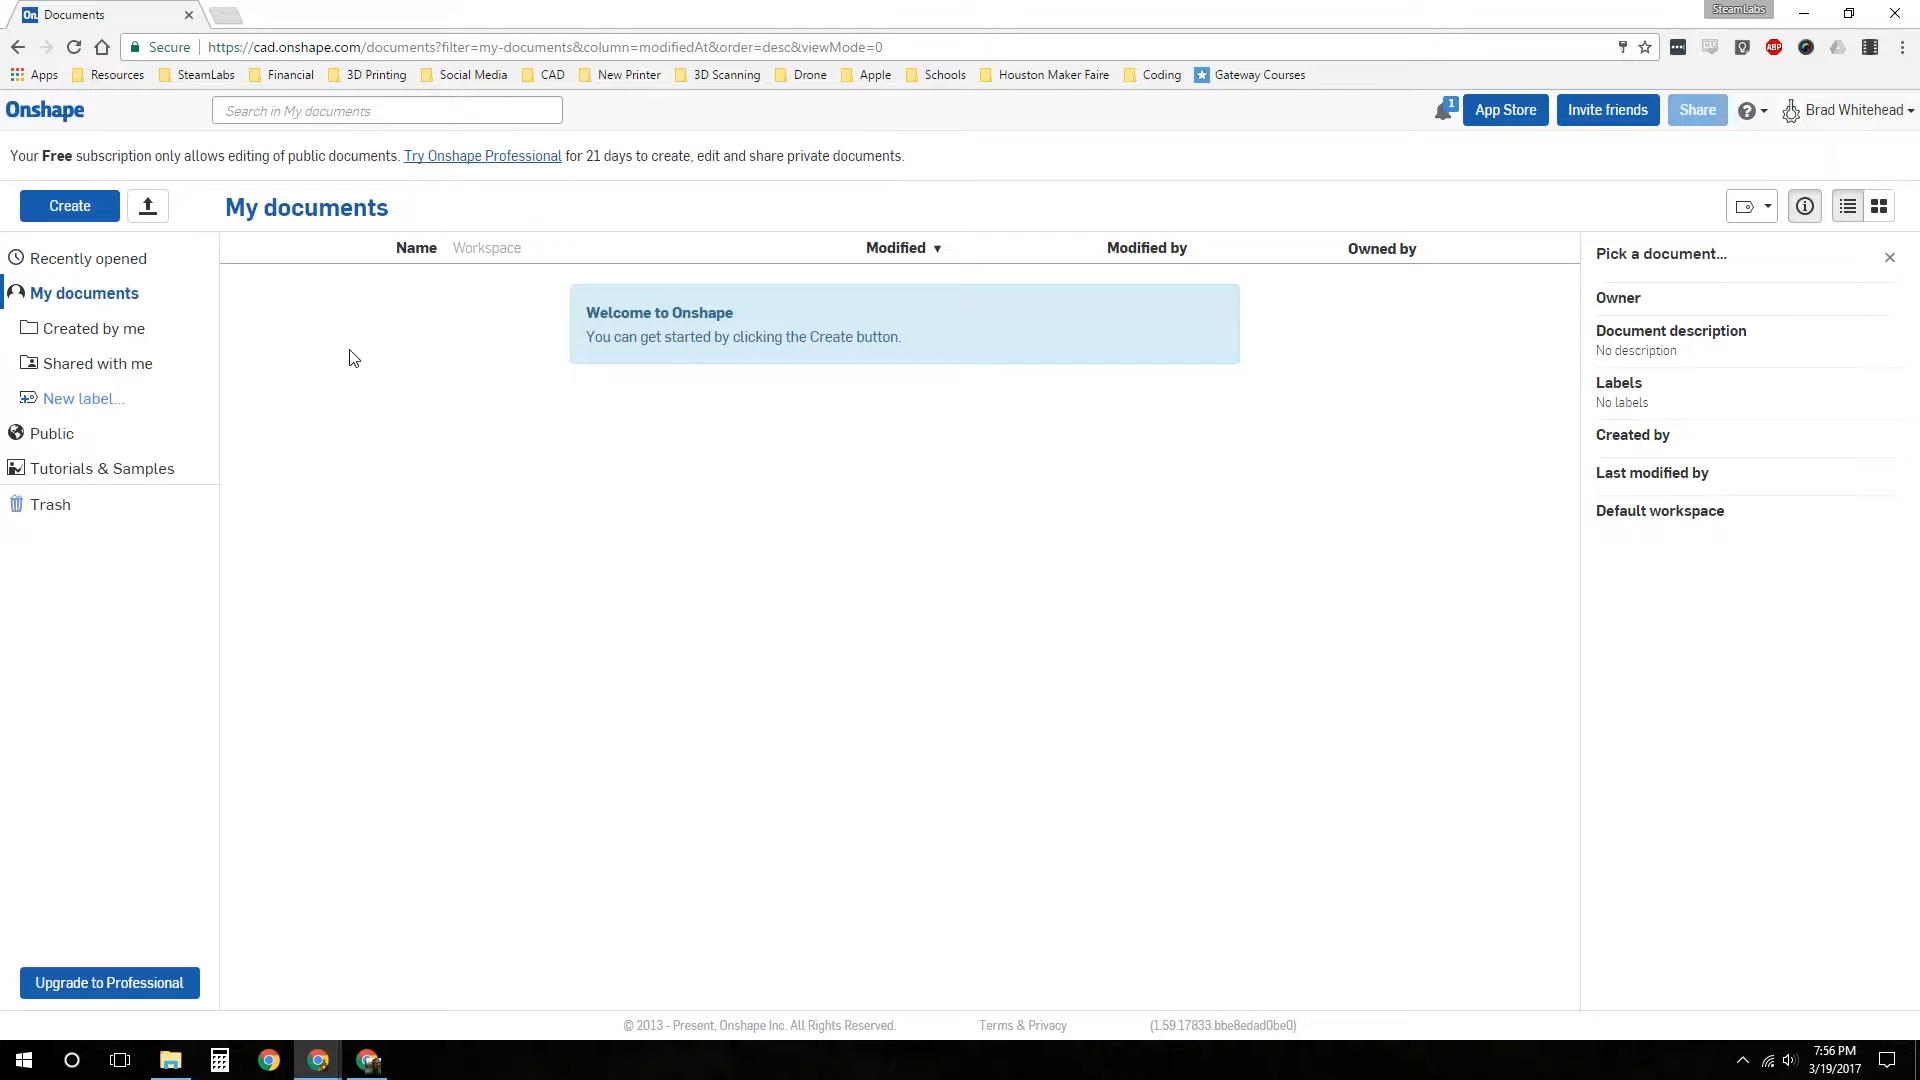 On Documents
SteamLabs
Secure https://cad.onshape.com/documents?filter=my-documents&column=modifiedAt&order=desc&viewMode=0
ABP
Apps Resources SteamLabs Financial 3D Printing Social Media CAD New Printer 3D Scanning Drone Apple Schools Houston Maker Faire Coding Gateway Courses
Onshape Search in My documents 1 App Store Invite friends Share Brad Whitehead
Your Free subscription only allows editing of public documents. Try Onshape Professional for 21 days to create, edit and share private documents.
Create My documents
Name Workspace Modified Modified by Owned by
Recently opened
My documents
Created by me
Shared with me
New label...
Public
Tutorials & Samples
Trash
Welcome to Onshape
You can get started by clicking the Create button.
Pick a document...
Owner
Document description
No description
Labels
No labels
Created by
Last modified by
Default workspace
Upgrade to Professional
© 2013 - Present, Onshape Inc. All Rights Reserved. Terms & Privacy (1.59.17833.bbe8edad0be0)
7:56 PM
3/19/2017